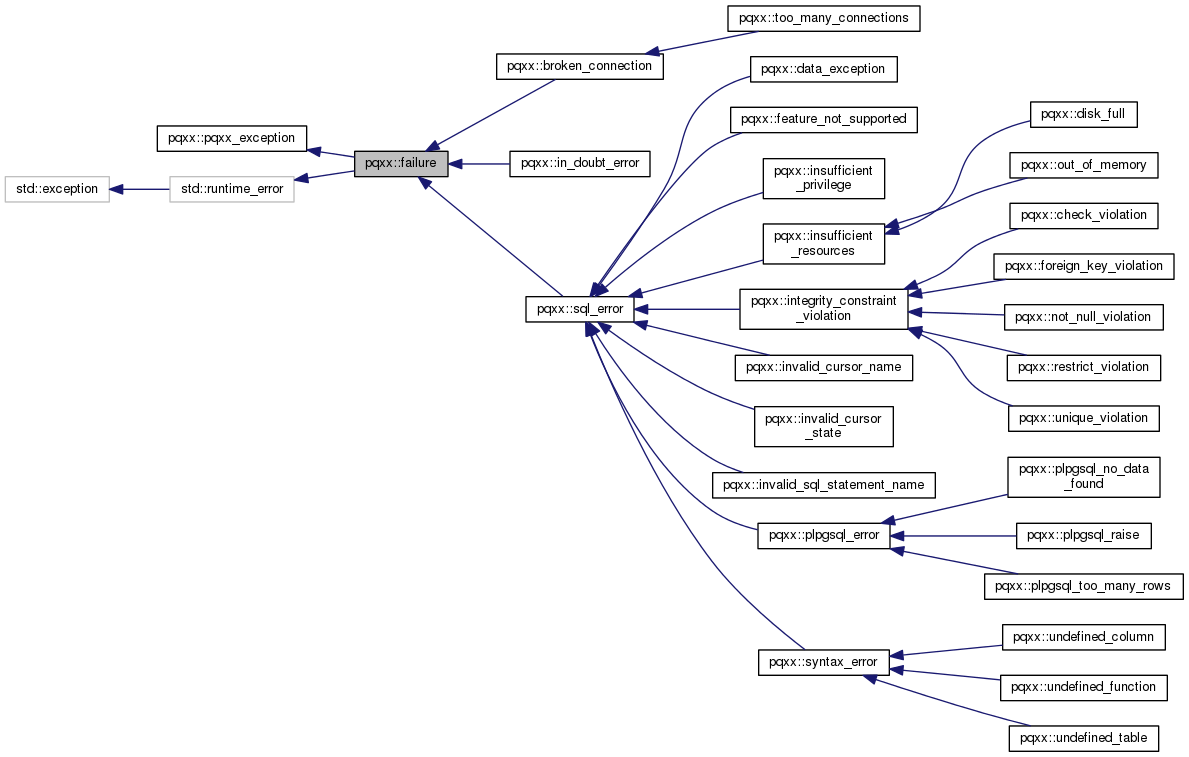 pqxx::too_many_connections
pqxx::broken_connection
pqxx::data_exception
pqxx::feature_not_supported
pqxx::disk_full
pqxx::pqxx_exception
pqxx::failure
pqxx::in_doubt_error
pqxx::insufficient
_privilege
pqxx::out_of_memory
std::exception
std::runtime_error
pqxx::check_violation
pqxx::insufficient
_resources
pqxx::foreign_key_violation
pqxx::sql_error
pqxx::integrity_constraint
_violation
pqxx::not_null_violation
pqxx::invalid_cursor_name
pqxx::restrict_violation
pqxx::invalid_cursor
_state
pqxx::unique_violation
pqxx::plpgsql_no_data
_found
pqxx::invalid_sql_statement_name
pqxx::plpgsql_error
pqxx::plpgsql_raise
pqxx::plpgsql_too_many_rows
pqxx::undefined_column
pqxx::syntax_error
pqxx::undefined_function
pqxx::undefined_table